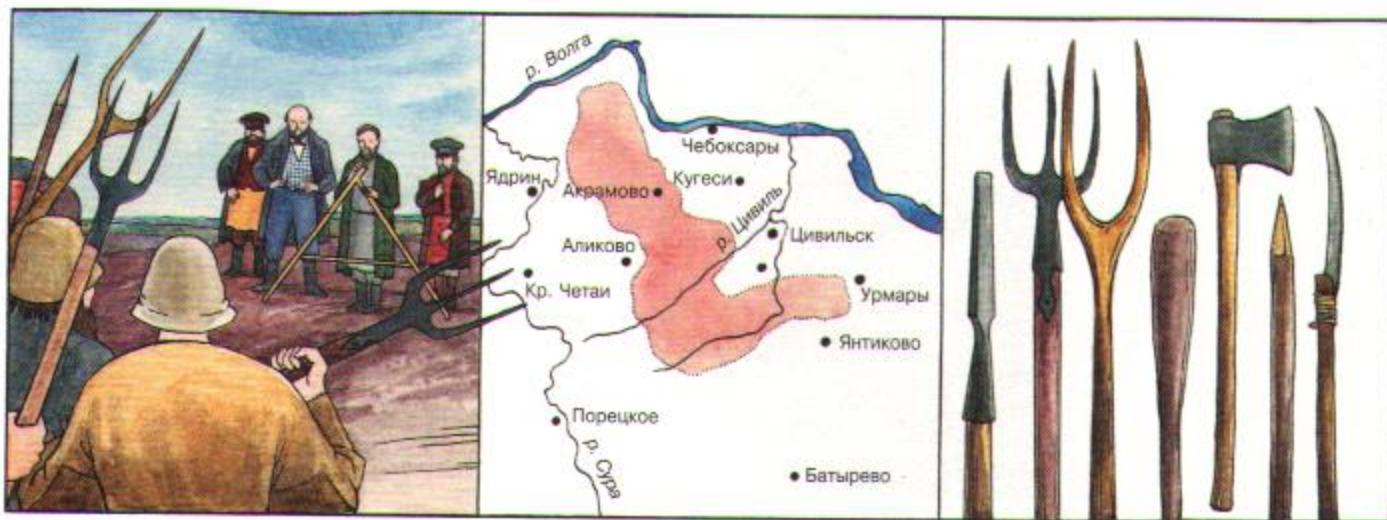 р. Волга
Чебоксары
Ядрин
Акрамово
Кугеси
р. Цивиль
Цивильск
Аликово
Кр. Четаи
Урмары
Янтиково
Порецкое
р. Сура
Батырево